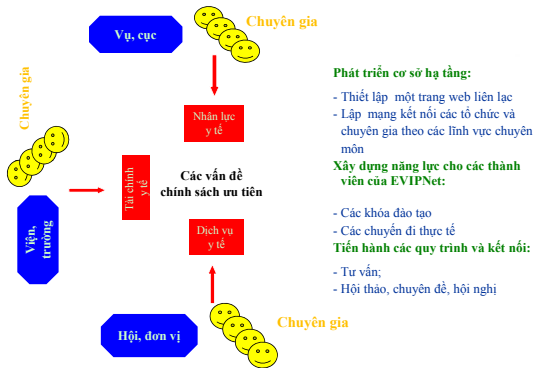 Vụ, cục
Chuyên gia
Chuyên gia
Nhân lực
y tế
Tài chính
y tế
Các vấn đề
chính sách ưu tiên
Dịch vụ
y tế
Viện,
trường
Hội, đơn vị
Chuyên gia
Phát triển cơ sở hạ tầng:
- Thiết lập một trang web liên lạc
- Lập mạng kết nối các tổ chức và
chuyên gia theo các lĩnh vực chuyên
môn
Xây dựng năng lực cho các thành
viên của EVIPNet:
- Các khóa đào tạo
- Các chuyến đi thực tế
Tiến hành các quy trình và kết nối:
- Tư vấn;
- Hội thảo, chuyên đề, hội nghị